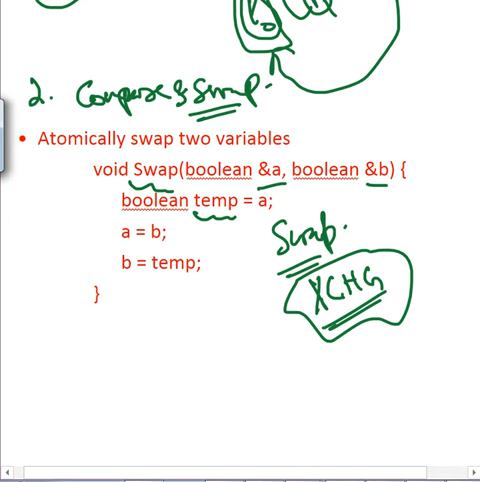 2. Compare & Swap.
• Atomically swap two variables
void Swap(boolean &a, boolean &b) {
boolean temp = a;
a = b;
b = temp;
}
Swap.
XCHG